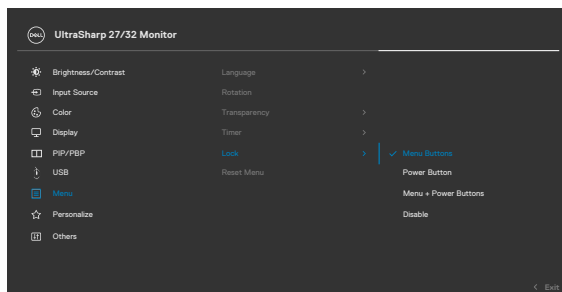 DELL UltraSharp 27/32 Monitor
Brightness/Contrast Language >
Input Source Rotation
Color Transparency >
Display Timer >
PIP/PBP Lock > ✓ Menu Buttons
USB Reset Menu Power Button
Menu Menu + Power Buttons
Personalize Disable
Others
< Exit